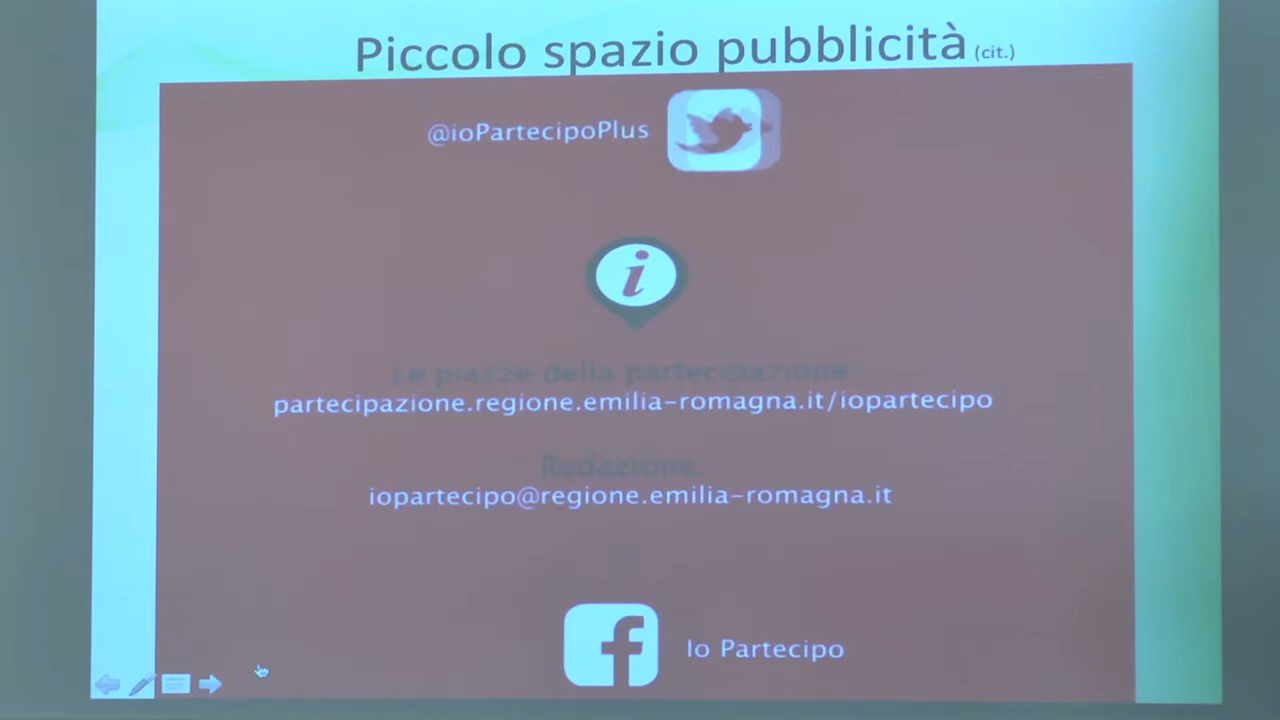 Piccolo spazio pubblicità (cit.)
@ioPartecipoPlus
i
Le piazze della partecipazione
partecipazione.regione.emilia-romagna.it/iopartecipo
Redazione
iopartecipo@regione.emilia-romagna.it
f
Io Partecipo